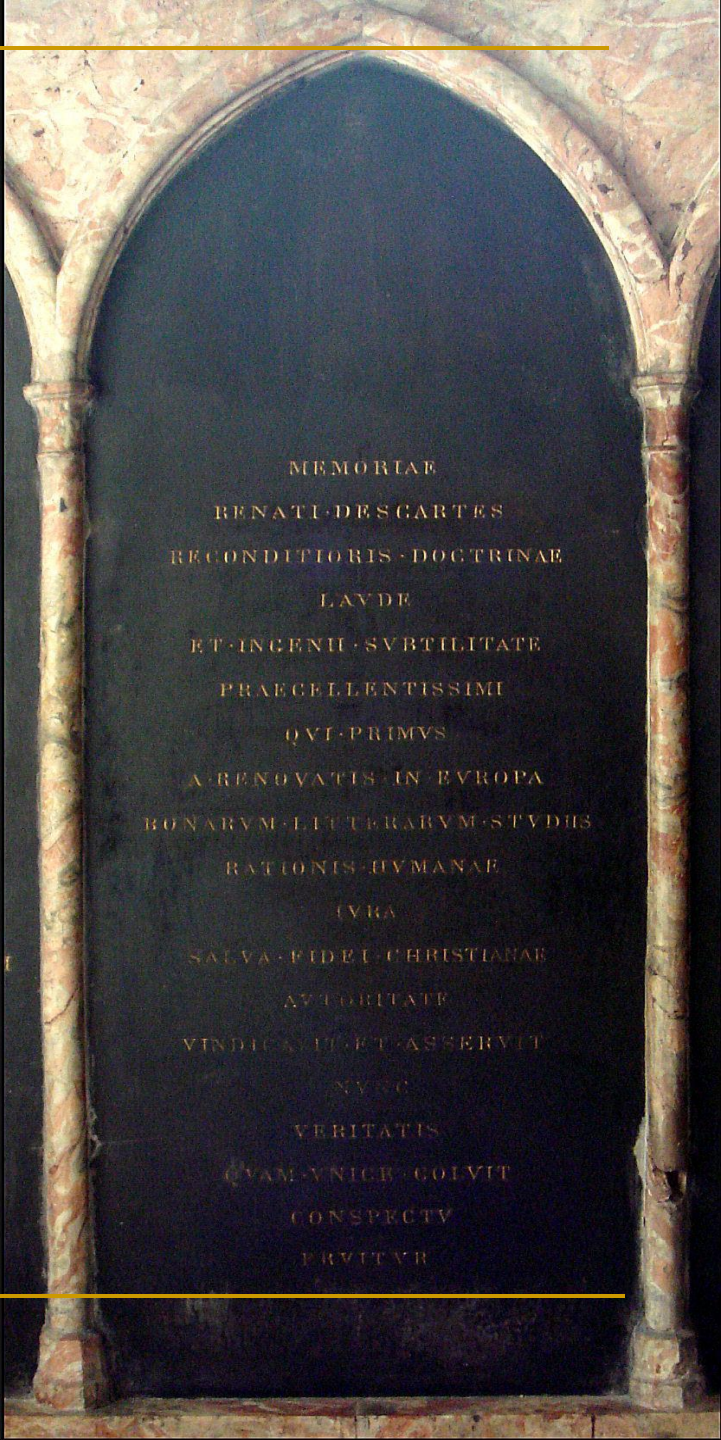 MEMORIAE
RENATI·DESCARTES
RECONDITIORIS·DOCTRINAE
LAVDE
ET·INGENII·SVBTILITATE
PRAECELLENTISSIMI
QVI·PRIMVS
A·RENOVATIS·IN·EVROPA
BONARVM·LITTERARVM·STVDIIS
RATIONIS·HVMANAE
IVRA
SALVA·FIDEI·CHRISTIANAE
AVTORITATE
VINDICAVIT·ET·ASSERVIT
NVNC
VERITATIS
QVAM·VNICE·COLVIT
CONSPECTV
FRVITVR